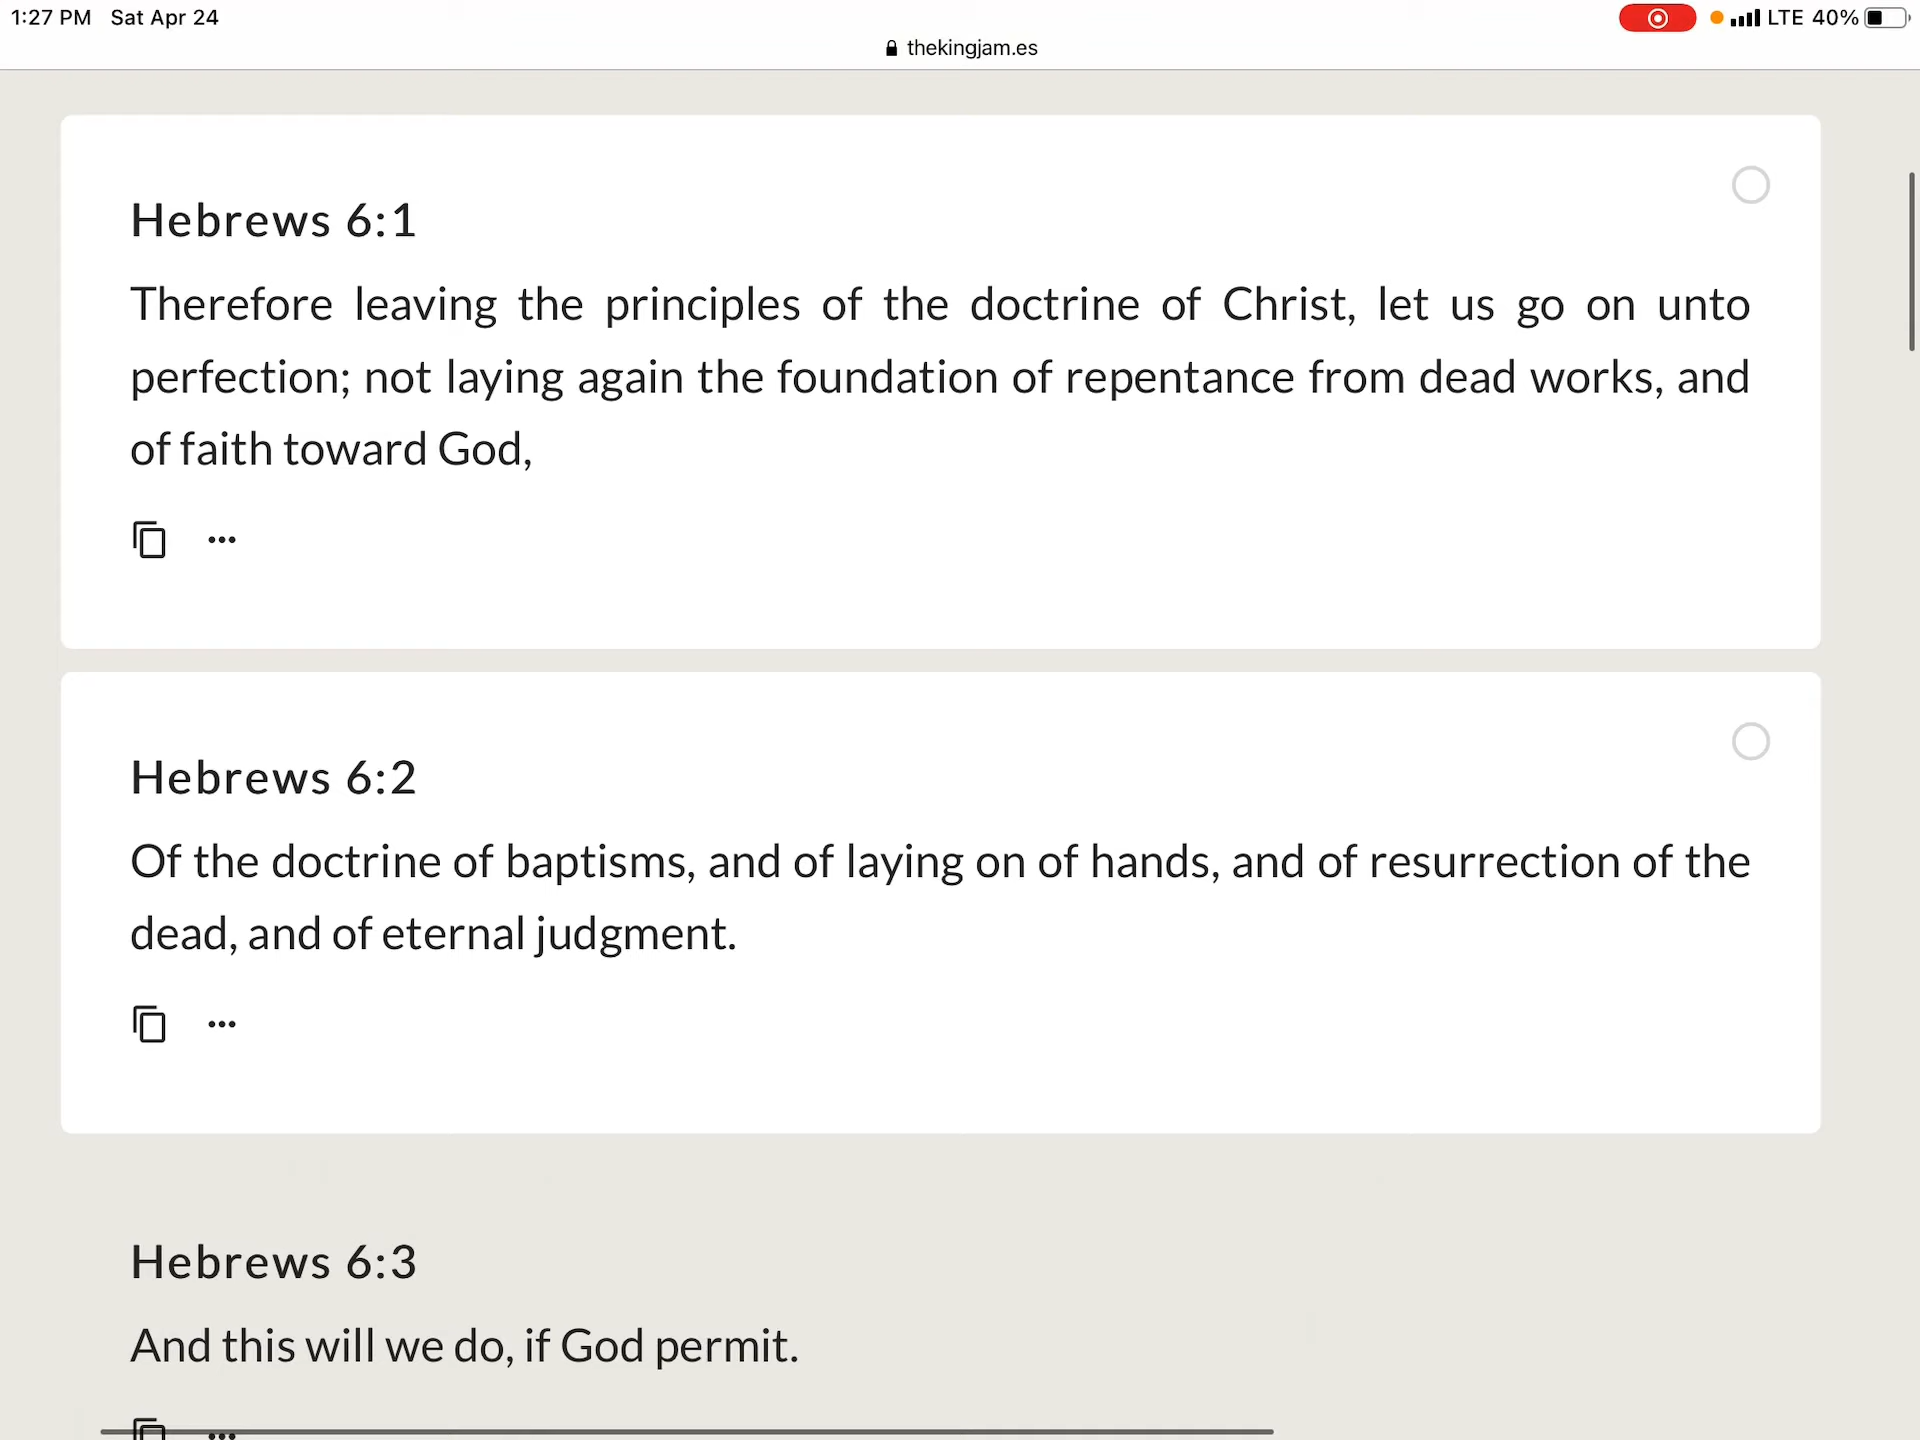 1:27 PM Sat Apr 24
LTE 40%
thekingjam.es
Hebrews 6:1
Therefore leaving the principles of the doctrine of Christ, let us go on unto
perfection; not laying again the foundation of repentance from dead works, and
of faith toward God,
Hebrews 6:2
Of the doctrine of baptisms, and of laying on of hands, and of resurrection of the
dead, and of eternal judgment.
Hebrews 6:3
And this will we do, if God permit.